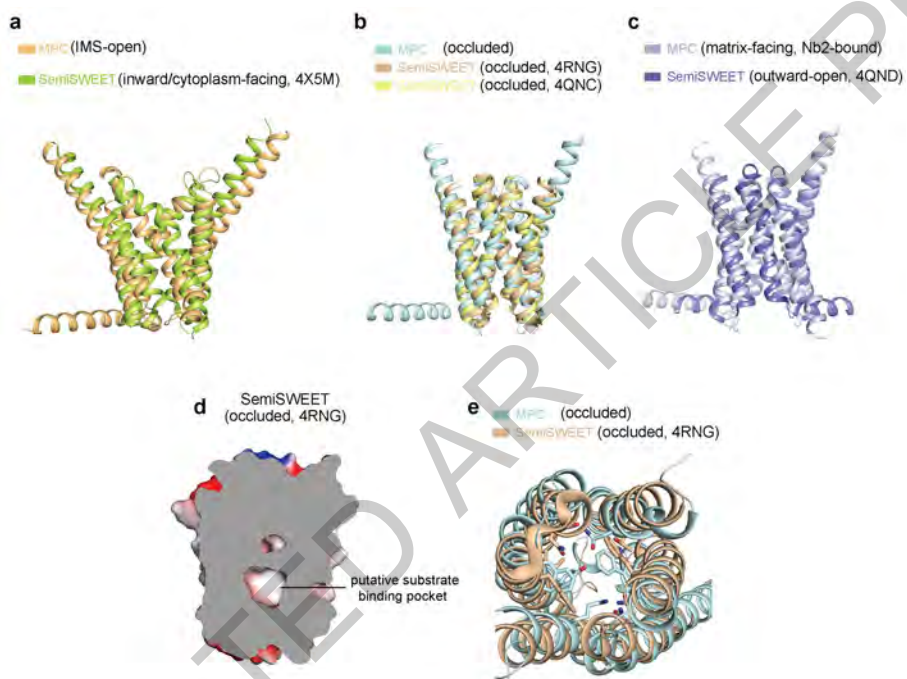 a
MPC (IMS-open)
SemiSWEET (inward/cytoplasm-facing, 4X5M)
b
MPC (occluded)
SemiSWEET (occluded, 4RNG)
SemiSWEET (occluded, 4QNC)
c
MPC (matrix-facing, Nb2-bound)
SemiSWEET (outward-open, 4QND)
d
SemiSWEET
(occluded, 4RNG)
putative substrate
binding pocket
e
MPC (occluded)
SemiSWEET (occluded, 4RNG)
TED ARTICLE P